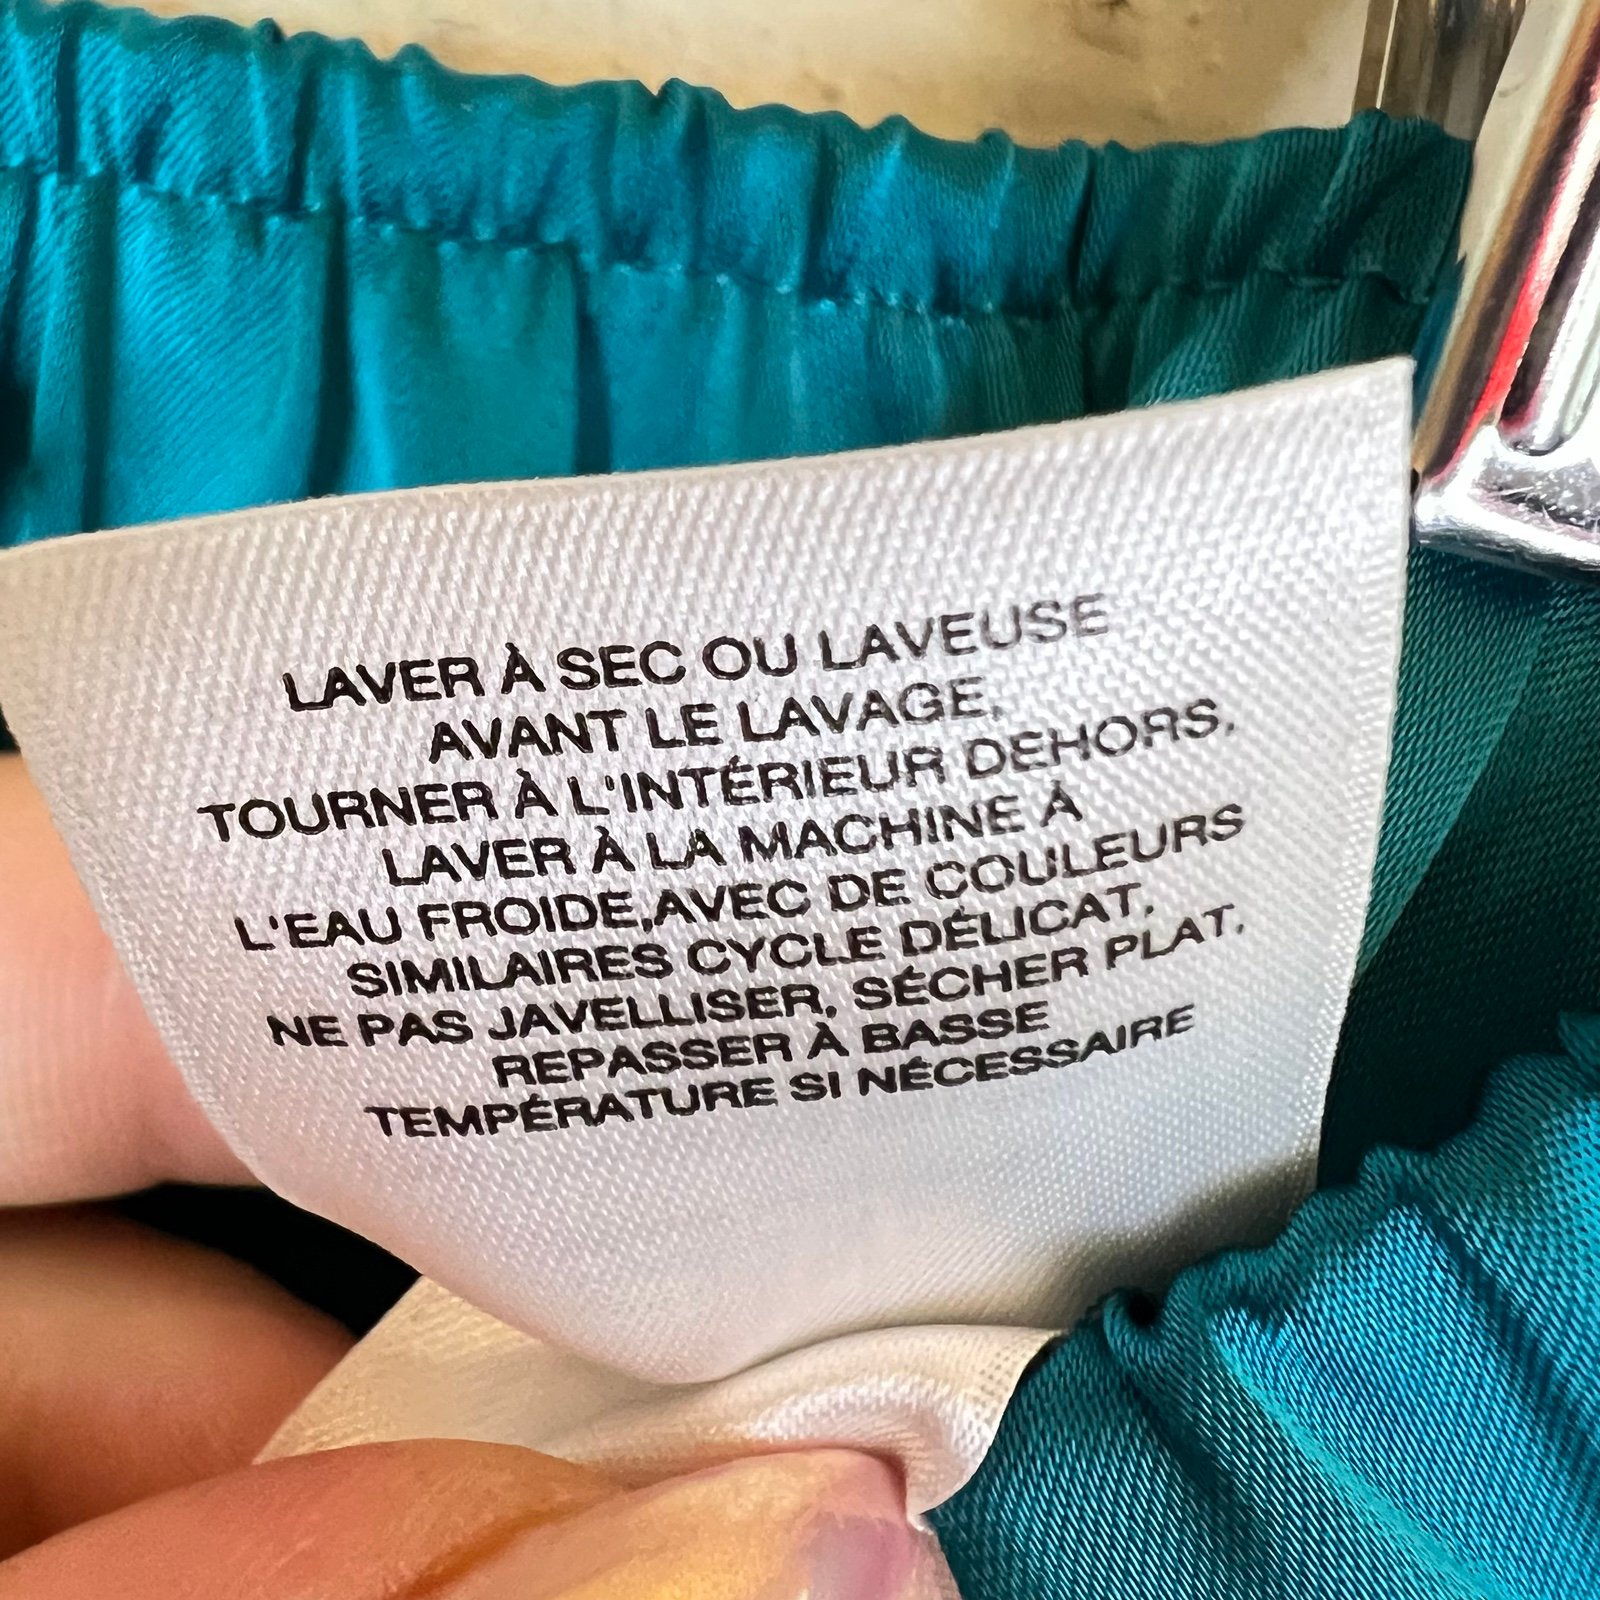 LAVER À SEC OU LAVEUSE
AVANT LE LAVAGE,
TOURNER À L'INTÉRIEUR DEHORS.
LAVER À LA MACHINE À
L'EAU FROIDE,AVEC DE COULEURS
SIMILAIRES CYCLE DÉLICAT.
NE PAS JAVELLISER, SÉCHER PLAT.
REPASSER À BASSE
TEMPÉRATURE SI NÉCESSAIRE